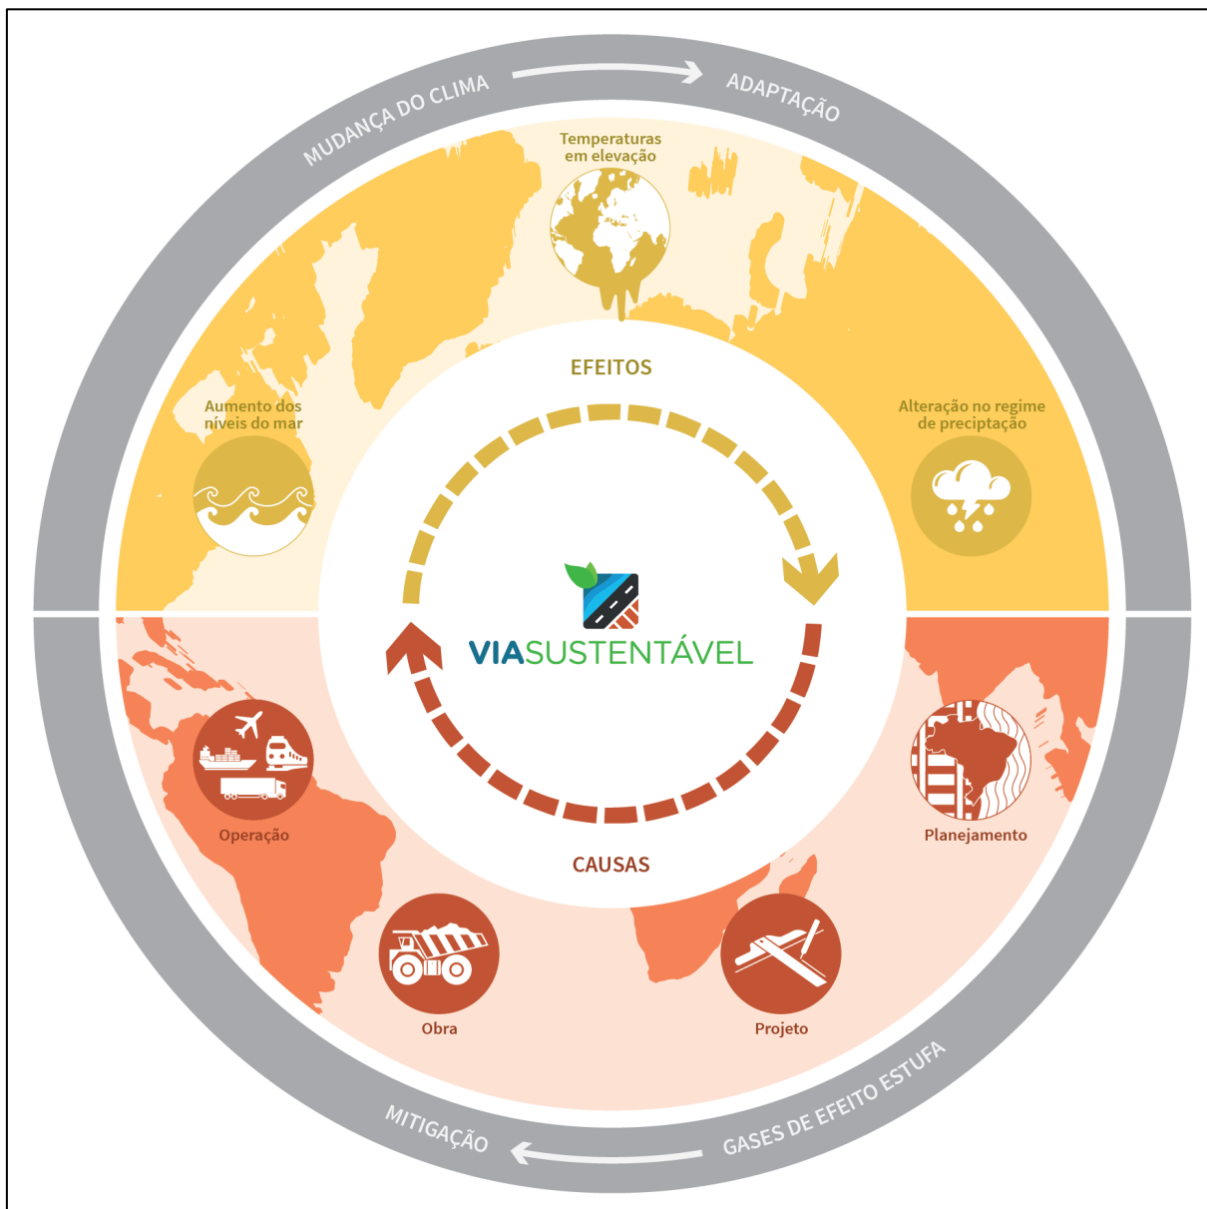 MUDANÇA DO CLIMA
ADAPTAÇÃO
Temperaturas
em elevação
EFEITOS
Aumento dos
níveis do mar
Alteração no regime
de preciptação
VIASUSTENTÁVEL
Operação
Planejamento
CAUSAS
Obra
Projeto
MITIGAÇÃO
GASES DE EFEITO ESTUFA